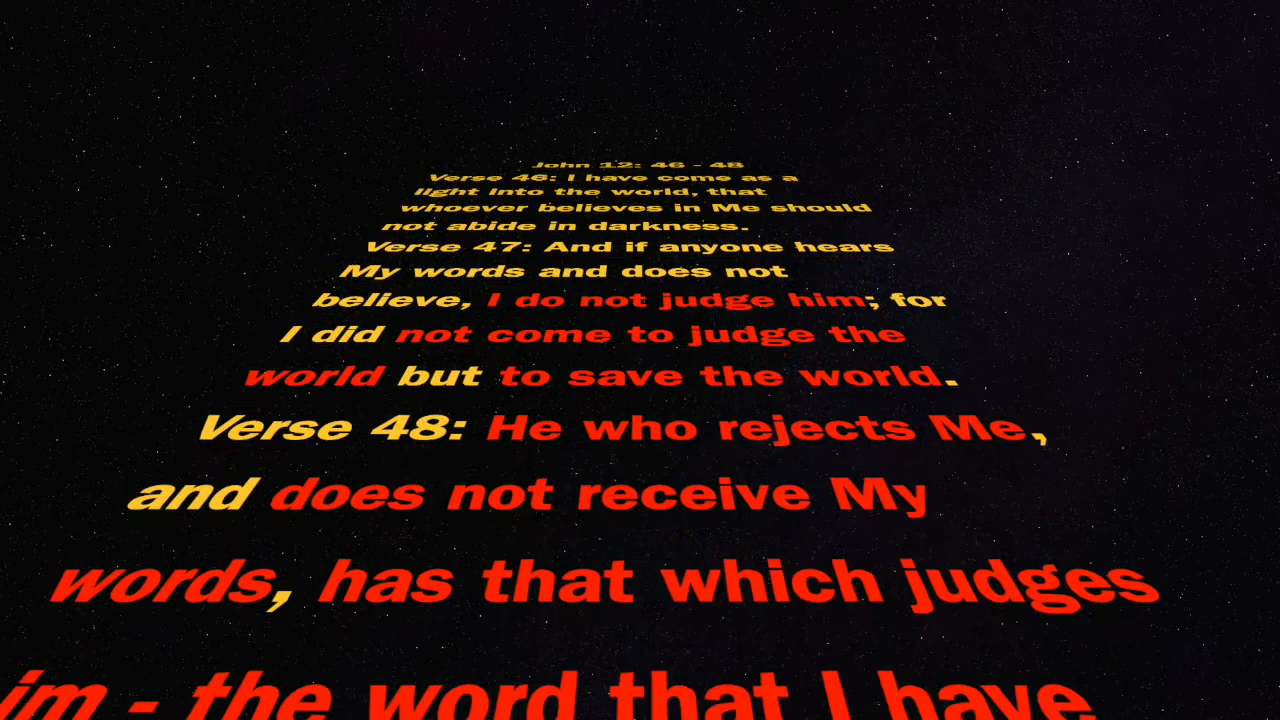 John 12: 46 - 48
Verse 46: I have come as a
light into the world, that
whoever believes in Me should
not abide in darkness.
Verse 47: And if anyone hears
My words and does not
believe, I do not judge him; for
I did not come to judge the
world but to save the world.
Verse 48: He who rejects Me,
and does not receive My
words, has that which judges
im - the word that I have